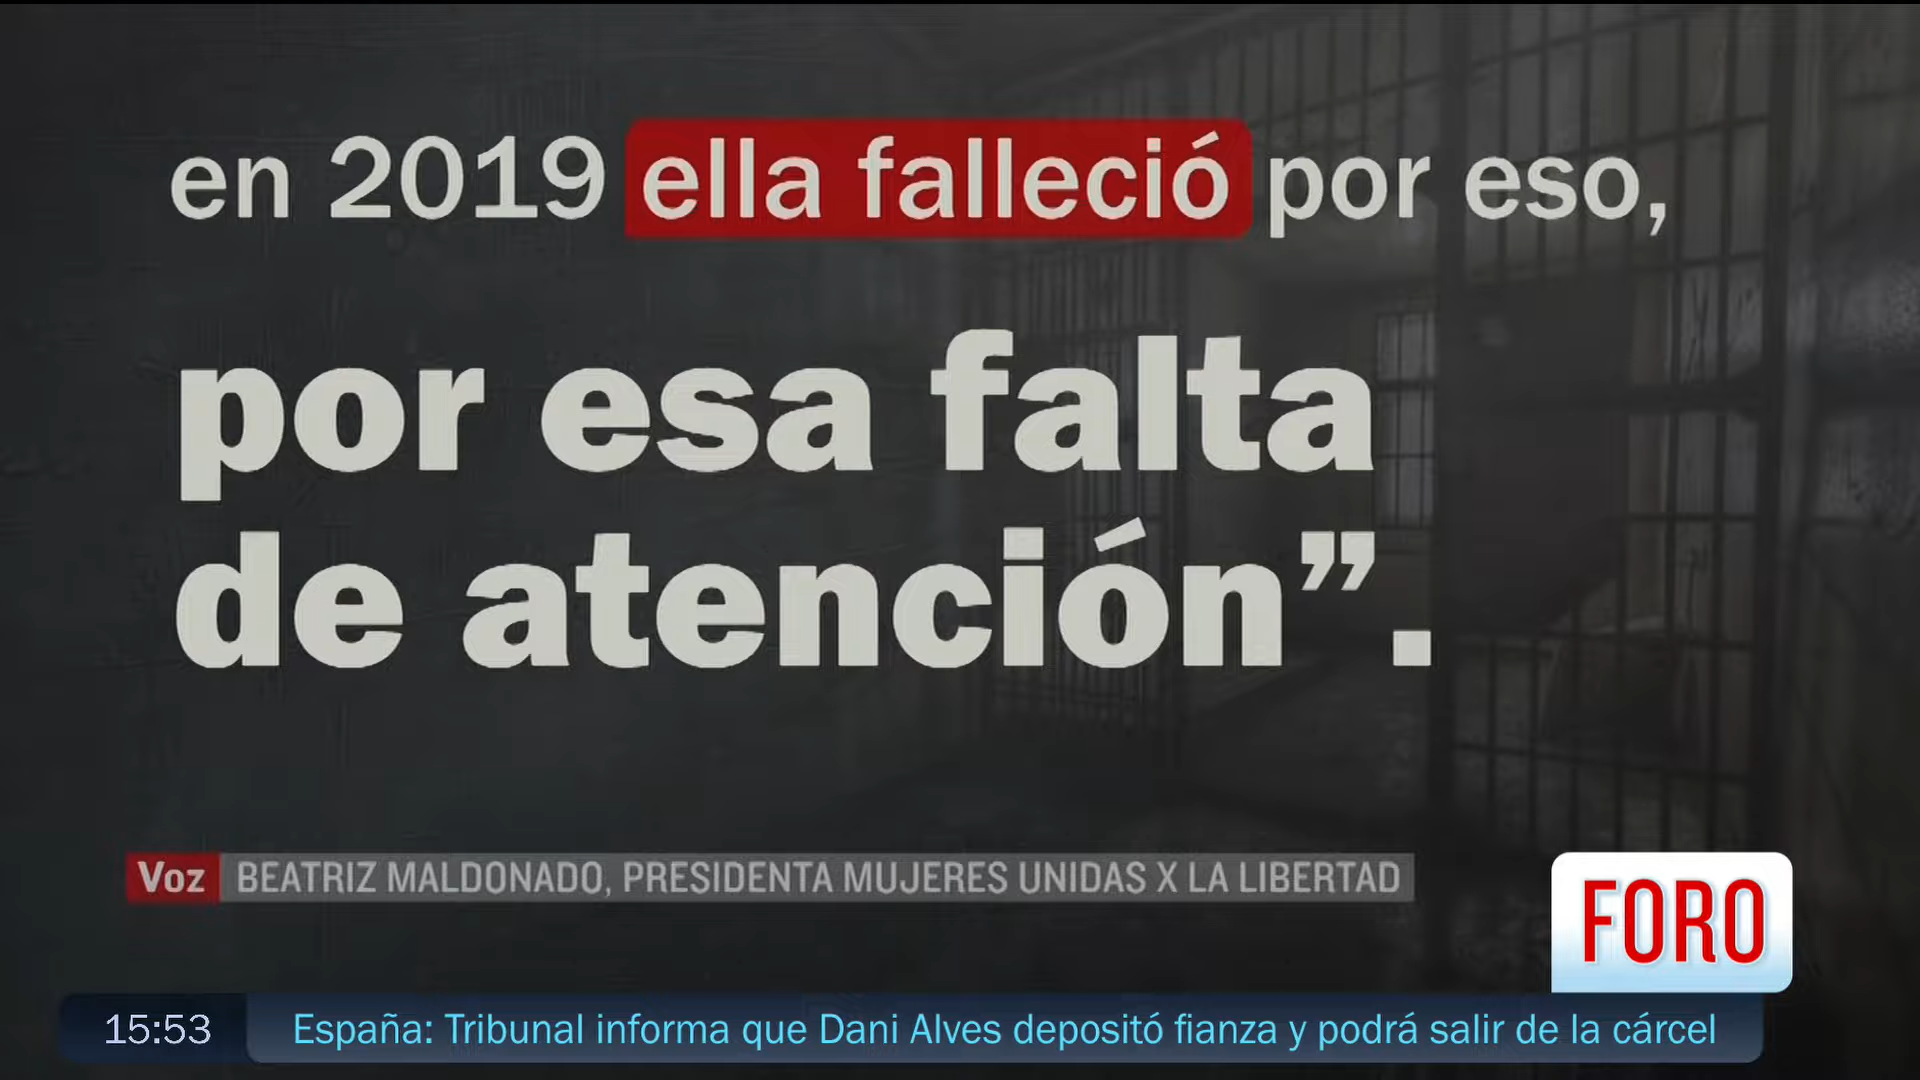 en 2019 ella falleció por eso,
por esa falta
de atención”.
Voz BEATRIZ MALDONADO, PRESIDENTA MUJERES UNIDAS X LA LIBERTAD
FORO
15:53 España: Tribunal informa que Dani Alves depositó fianza y podrá salir de la cárcel